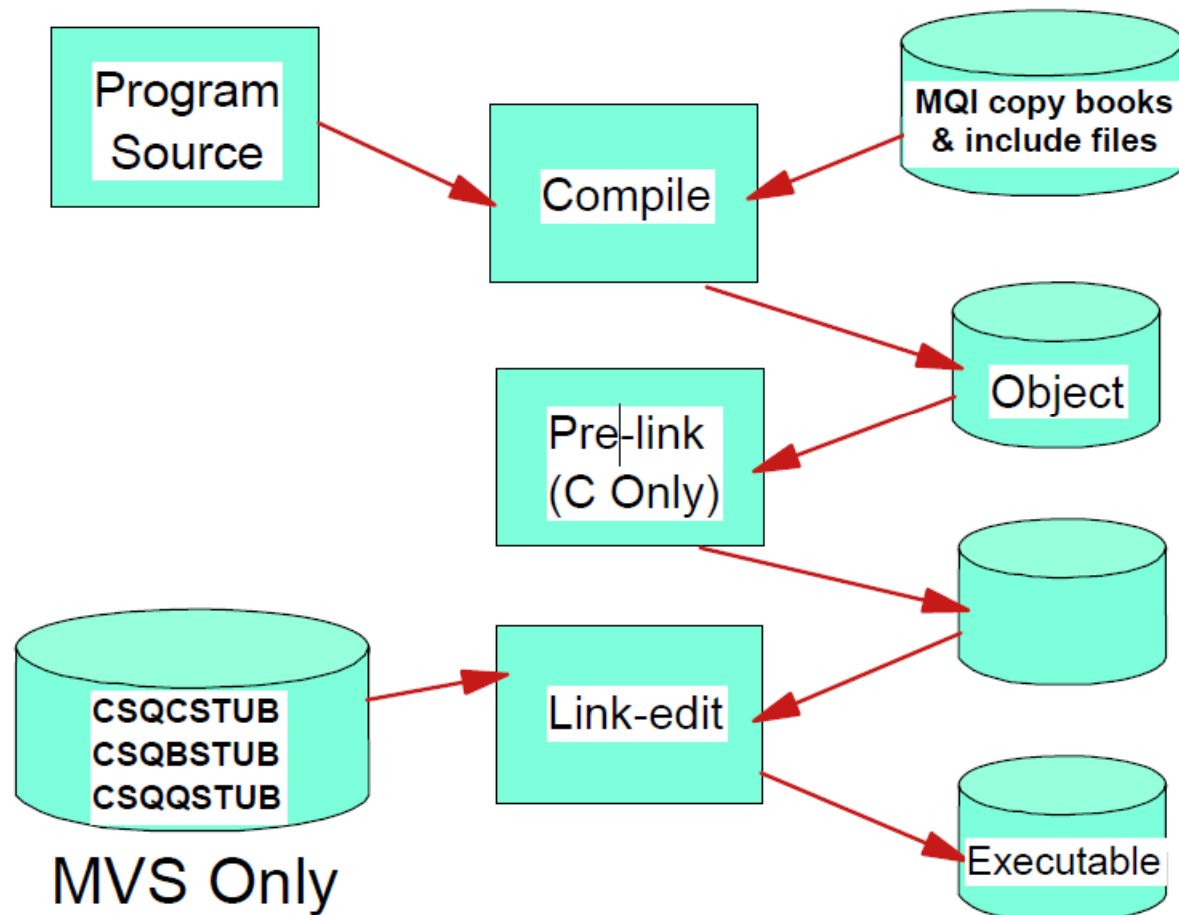 Program
Source
MQI copy books
& include files
Compile
Object
Pre-link
(C Only)
CSQCSTUB
CSQBSTUB
CSQQSTUB
Link-edit
MVS Only
Executable